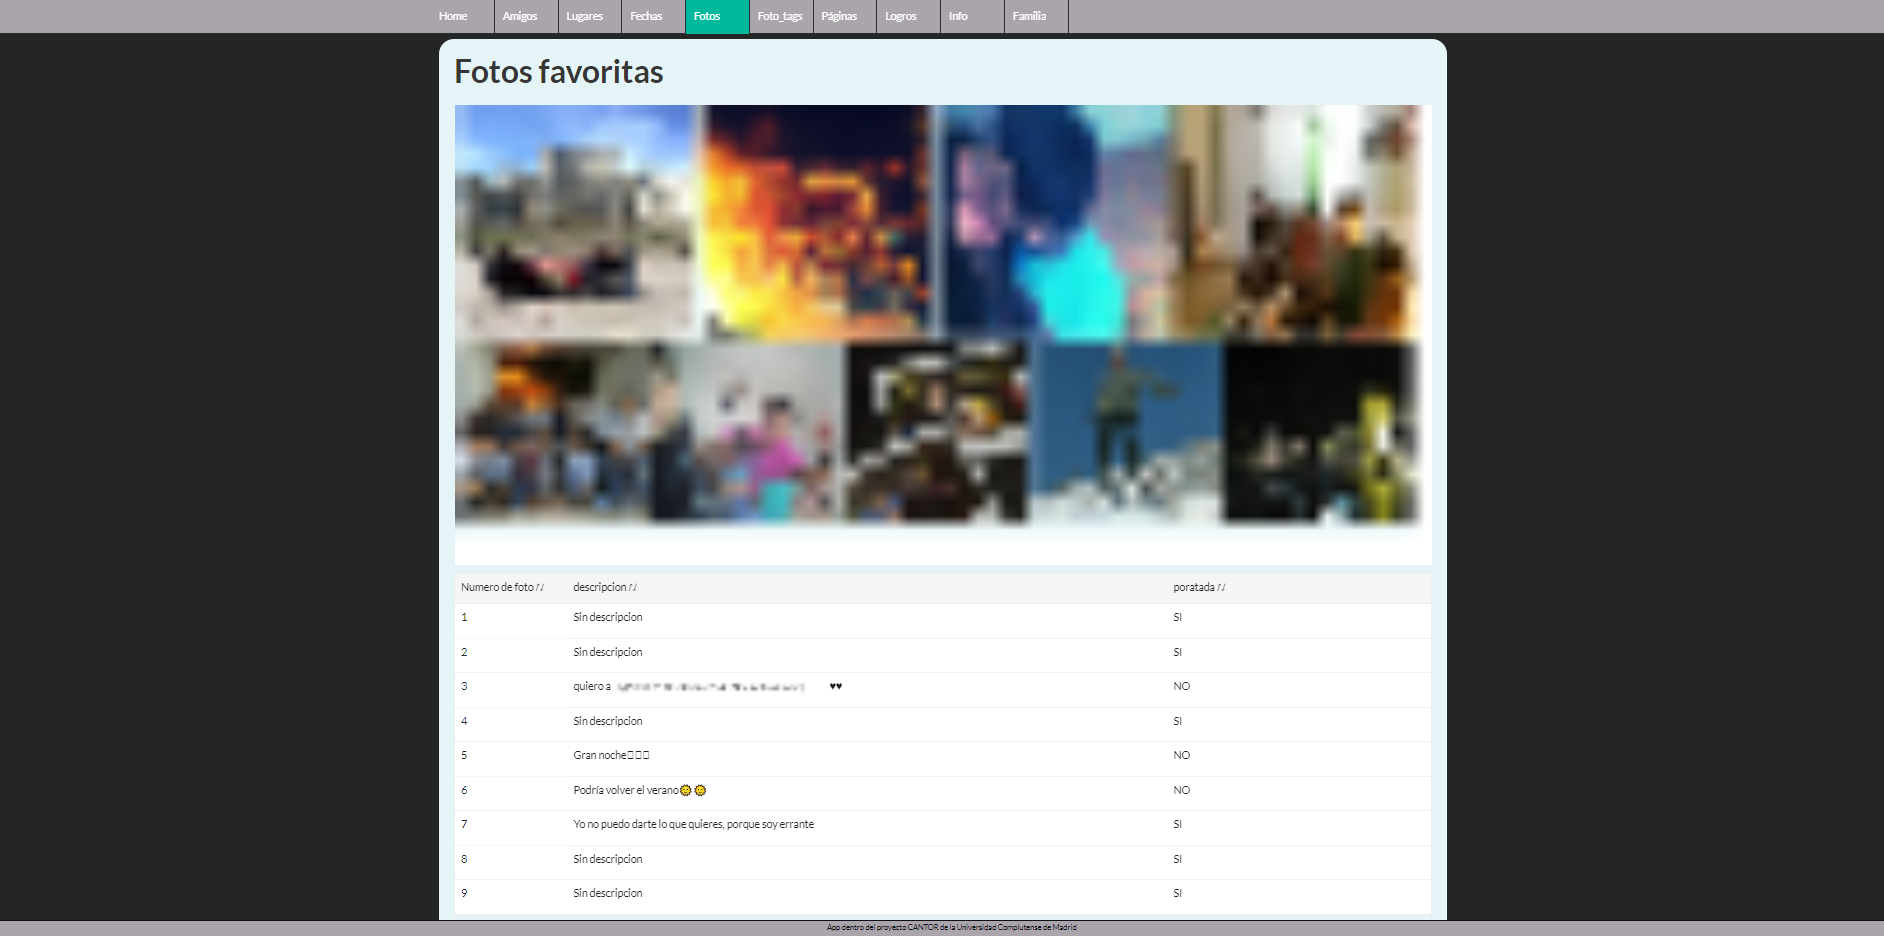 Home Amigos Lugares Fechas Fotos Foto_tags Páginas Logros Info Familia
Fotos favoritas
Numero de foto // descripcion // poratada //
1 Sin descripcion SI
2 Sin descripcion SI
3 quiero a ♥♥ NO
4 Sin descripcion SI
5 Gran noche NO
6 Podría volver el verano🌞🌞 NO
7 Yo no puedo darte lo que quieres, porque soy errante SI
8 Sin descripcion SI
9 Sin descripcion SI
App dentro del proyecto CANTOR de la Universidad Complutense de Madrid